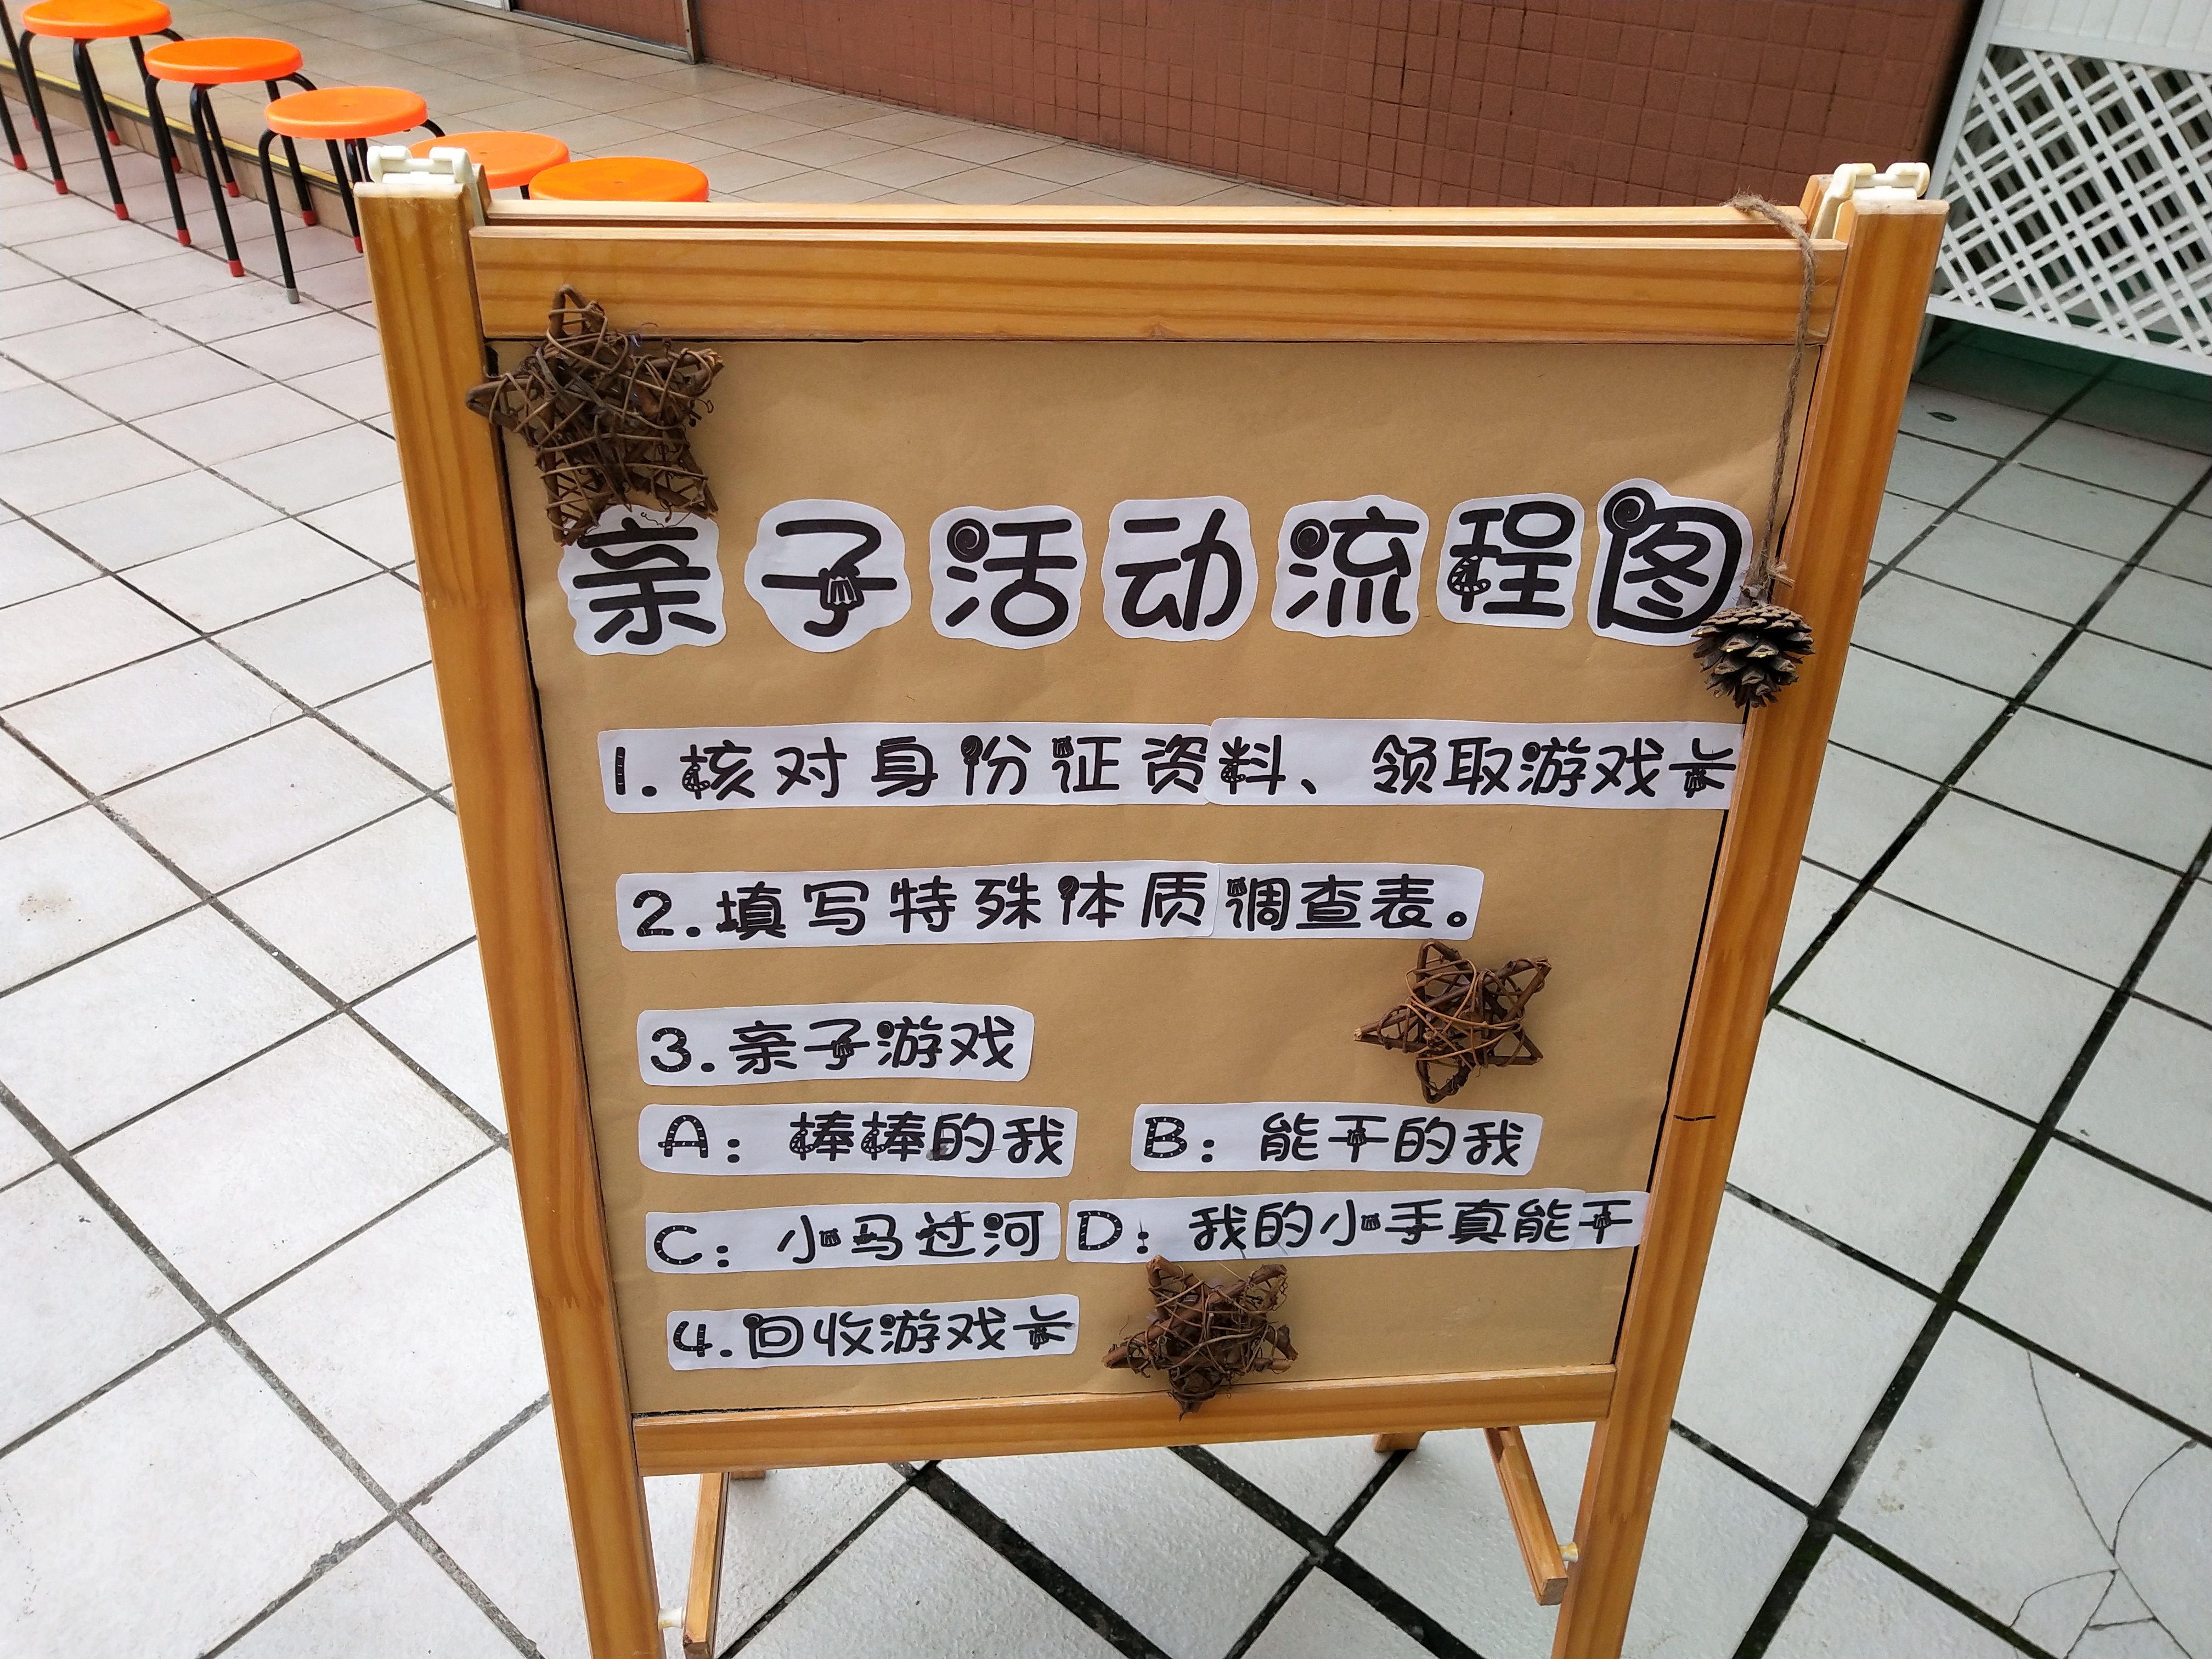 亲子活动流程图
1.核对身份证资料、领取游戏卡
2.填写特殊体质调查表。
3.亲子游戏
A：棒棒的我 B：能干的我
C：小马过河 D：我的小手真能干
4.回收游戏卡